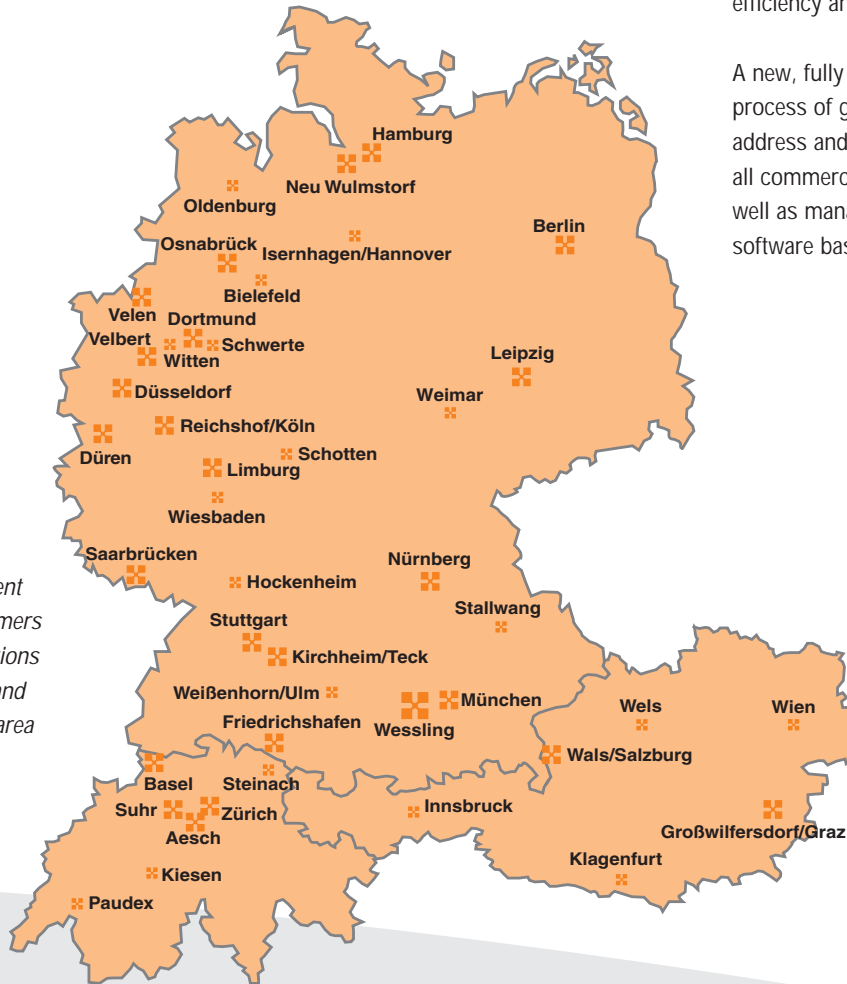 efficiency an
A new, fully
process of g
address and
all commerc
well as mana
software bas
Hamburg
Neu Wulmstorf
Oldenburg
Berlin
Osnabrück
Isernhagen/Hannover
Bielefeld
Velen
Dortmund
Velbert
Schwerte
Witten
Leipzig
Düsseldorf
Weimar
Reichshof/Köln
Düren
Schotten
Limburg
Wiesbaden
Saarbrücken
Nürnberg
Hockenheim
Stallwang
Stuttgart
Kirchheim/Teck
Weißenhorn/Ulm
München
Wessling
Friedrichshafen
Wels
Wien
Wals/Salzburg
Basel
Steinach
Suhr
Zürich
Innsbruck
Aesch
Großwilfersdorf/Graz
Klagenfurt
Kiesen
Paudex
ent
mers
ions
and
area